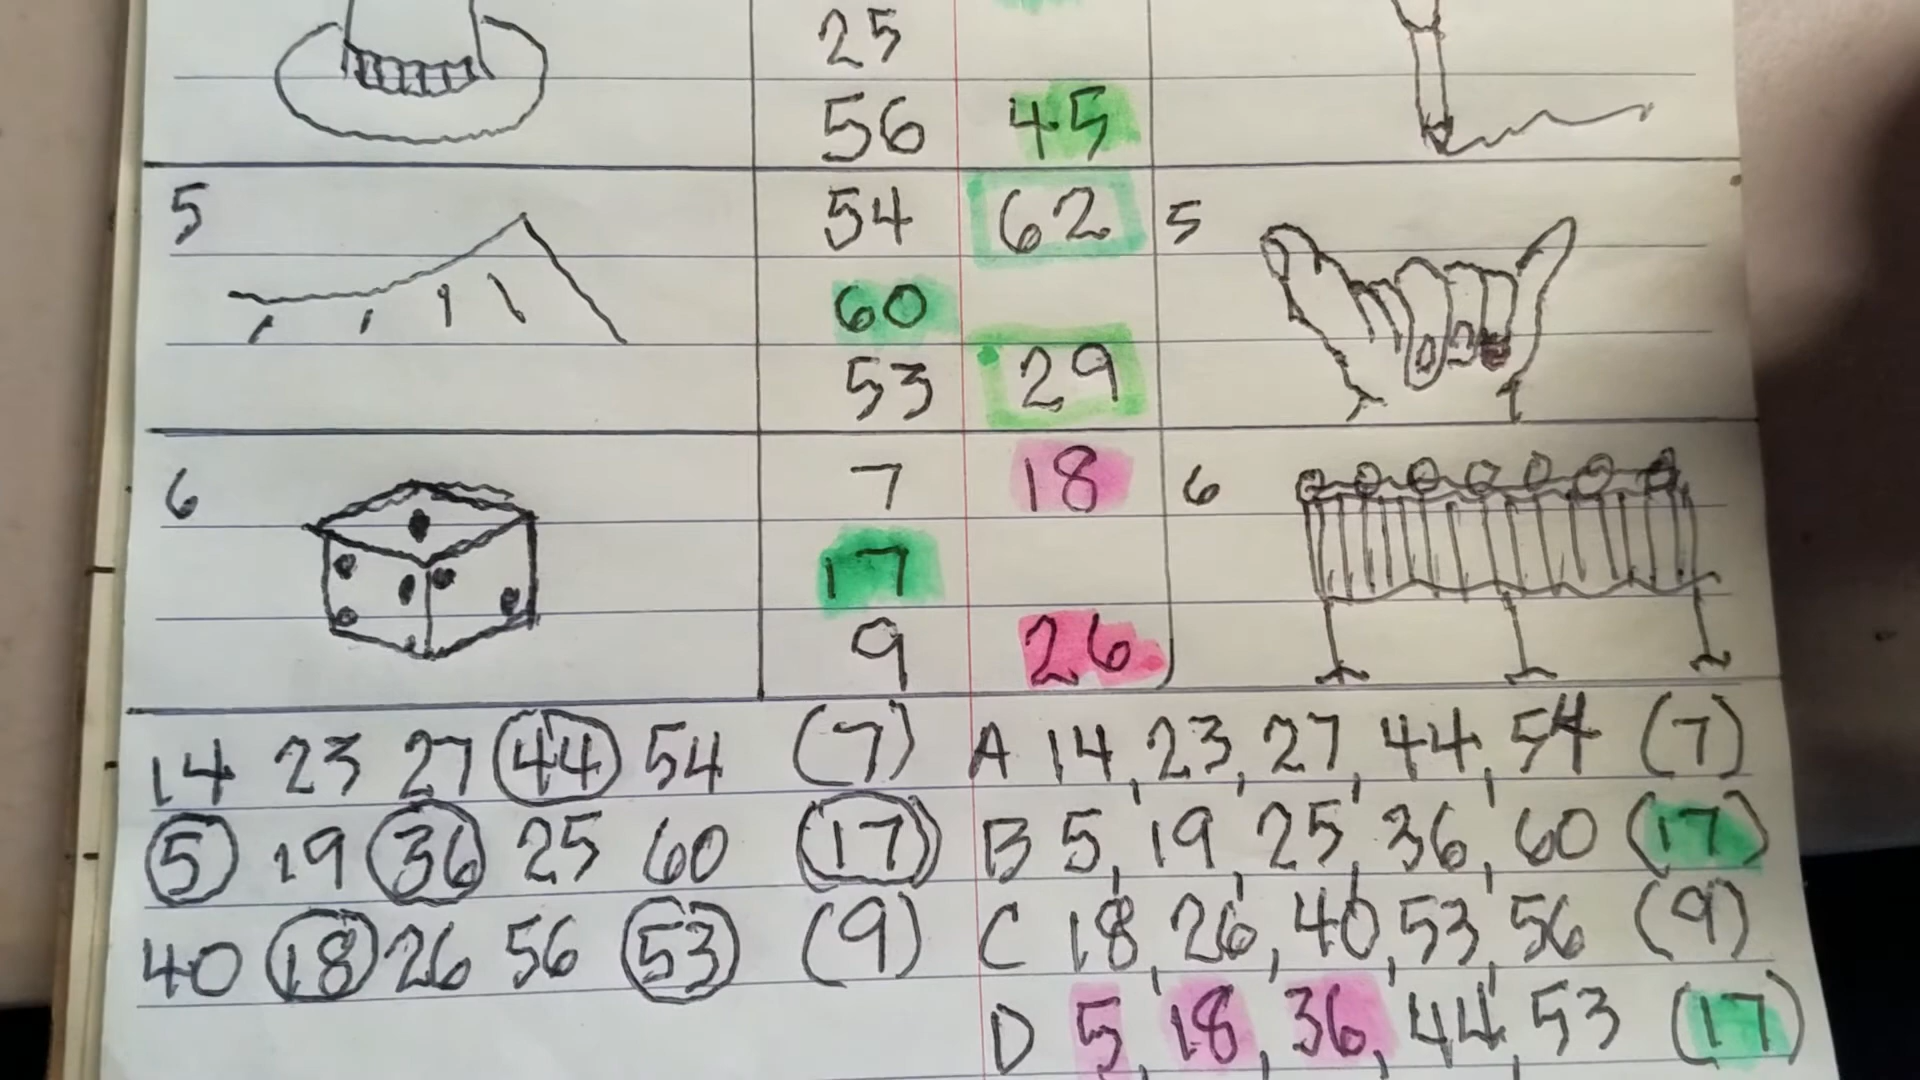 25
56 45
5 54 62 5
60
53 29
6 7 18 6
17
9 26
14 23 27 44 54 (7) A 14, 23, 27, 44, 54 (7)
5 19 36 25 60 (17) B 5, 19, 25, 36, 60 (17)
40 18 26 56 53 (9) C 18, 26, 40, 53, 56 (9)
D 5, 18, 36, 44, 53 (17)